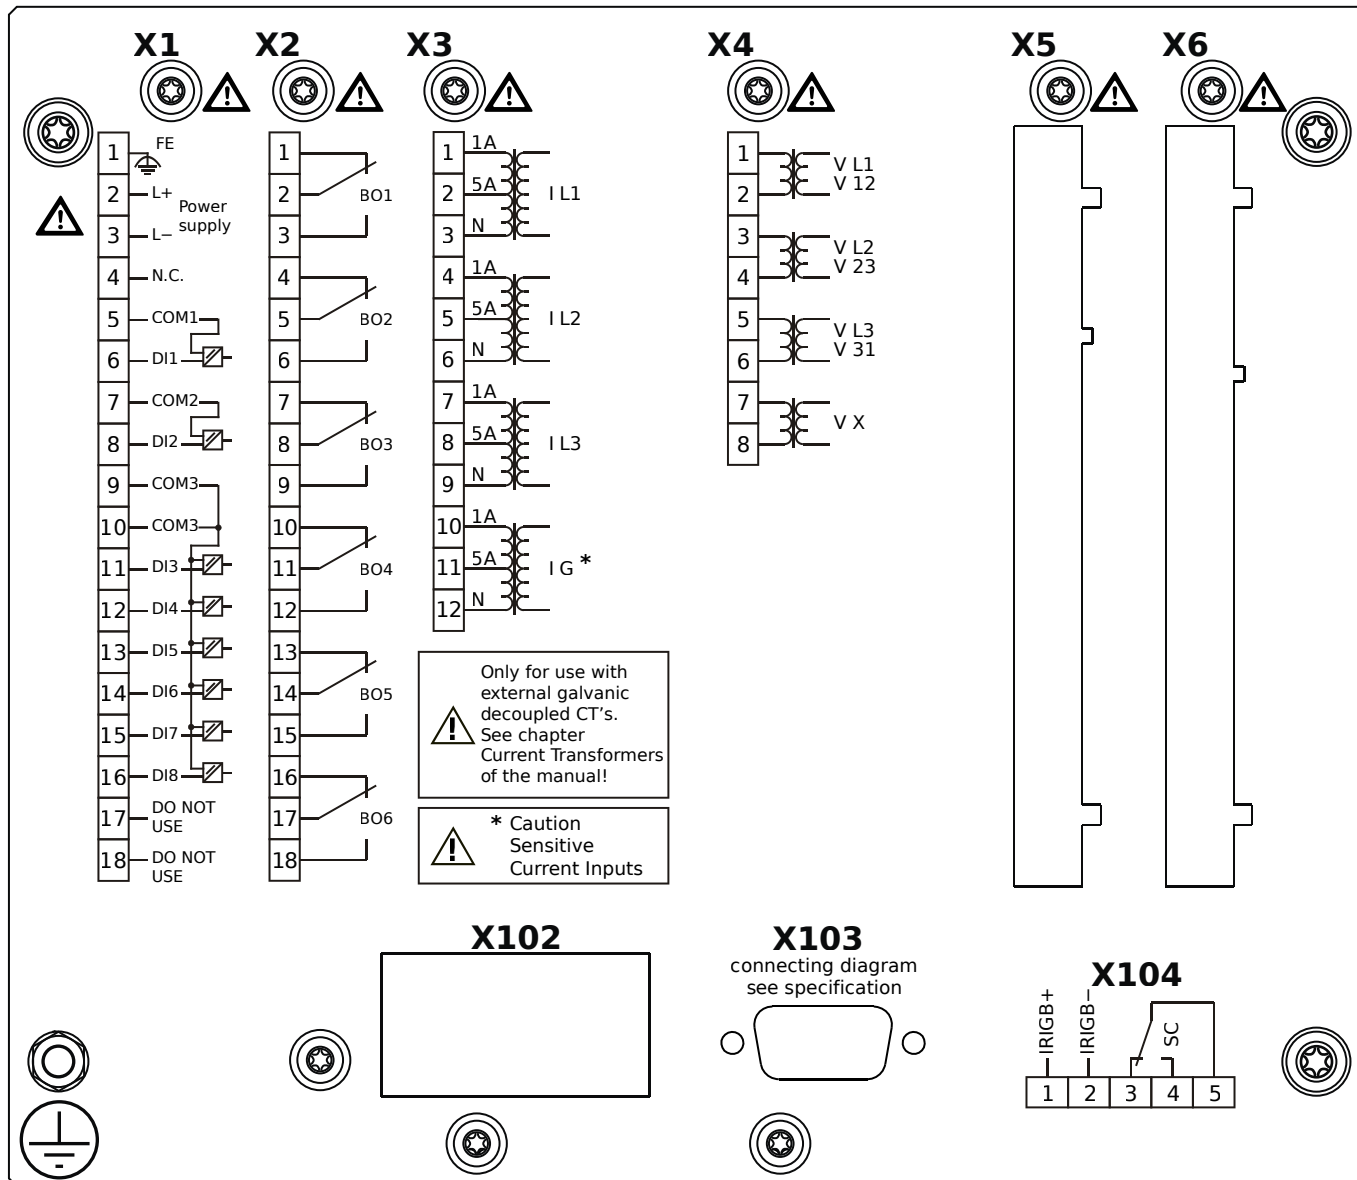 X1
X2
X3
X4
X5
X6
1 FE
2 L+
Power
supply
3 L−
4 N.C.
5 COM1
6 DI1
7 COM2
8 DI2
9 COM3
10 COM3
11 DI3
12 DI4
13 DI5
14 DI6
15 DI7
16 DI8
17 DO NOT
USE
18 DO NOT
USE
1
2 BO1
3
4
5 BO2
6
7
8 BO3
9
10
11 BO4
12
13
14 BO5
15
16
17 BO6
18
1 1A
2 5A I L1
3 N
4 1A
5 5A I L2
6 N
7 1A
8 5A I L3
9 N
10 1A
11 5A I G *
12 N
Only for use with
external galvanic
decoupled CT's.
See chapter
Current Transformers
of the manual!
* Caution
Sensitive
Current Inputs
1 V L1
2 V 12
3 V L2
4 V 23
5 V L3
6 V 31
7 V X
8
X102
X103
connecting diagram
see specification
X104
IRIGB+
IRIGB−
SC
1 2 3 4 5